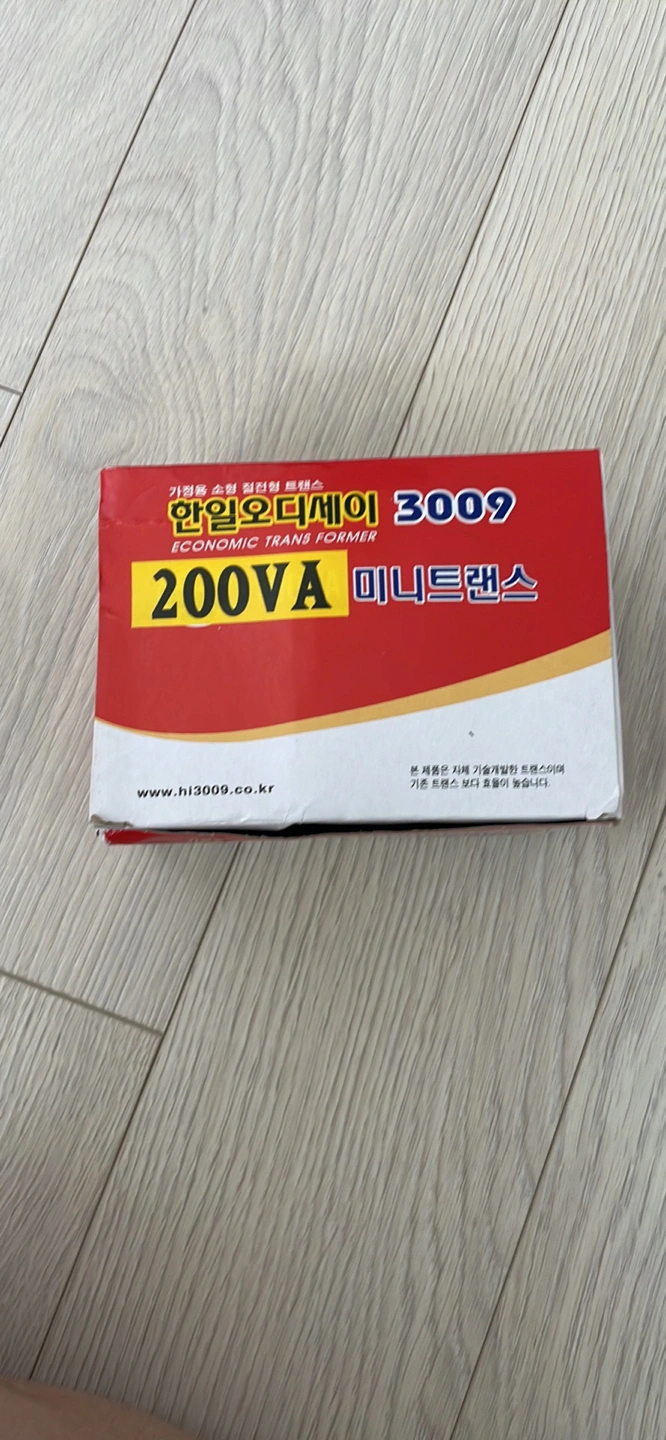 가정용 소형 절전형 트랜스
한일오디세이 3009
ECONOMIC TRANS FORMER
200VA 미니트랜스
www.hi3009.co.kr
본 제품은 자체 기술개발한 트랜스이며
기존 트랜스 보다 효율이 높습니다.